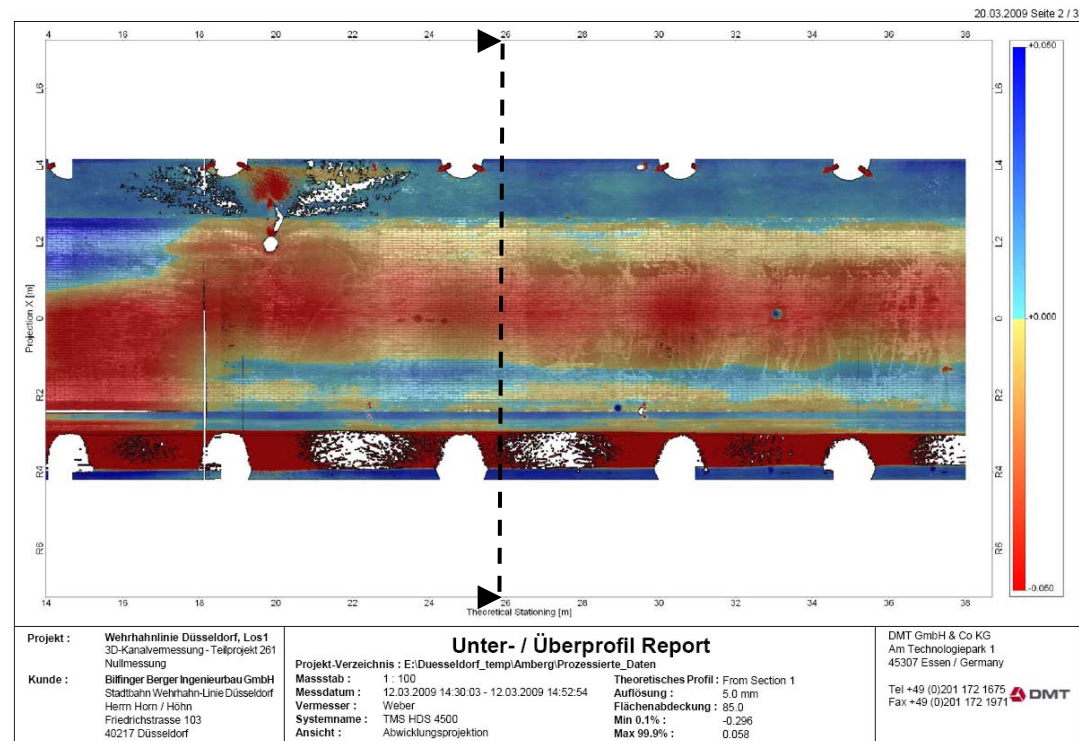 20.03.2009 Seite 2 / 3
4 16 18 20 22 24 26 28 30 32 34 36 38
L6 L6
L4 L4
L2 L2
0 0
R2 R2
R4 R4
R6 R6
Projection X [m]
+0.050
+0.000
-0.050
14 16 18 20 22 24 26 28 30 32 34 36 38
Theoretical Stationing [m]
Projekt : Wehrhahnlinie Düsseldorf, Los1
3D-Kanalvermessung - Teilprojekt 261
Nullmessung
Kunde : Bilfinger Berger Ingenieurbau GmbH
Stadtbahn Wehrhahn-Linie Düsseldorf
Herrn Horn / Höhn
Friedrichstrasse 103
40217 Düsseldorf
Unter- / Überprofil Report
Projekt-Verzeichnis : E:\Duesseldorf_temp\Amberg\Prozessierte_Daten
Massstab : 1 : 100
Messdatum : 12.03.2009 14:30:03 - 12.03.2009 14:52:54
Vermesser : Weber
Systemname : TMS HDS 4500
Ansicht : Abwicklungsprojektion
Theoretisches Profil : From Section 1
Auflösung : 5.0 mm
Flächenabdeckung : 85.0
Min 0.1% : -0.296
Max 99.9% : 0.058
DMT GmbH & Co KG
Am Technologiepark 1
45307 Essen / Germany
Tel +49 (0)201 172 1675
Fax +49 (0)201 172 1971
DMT